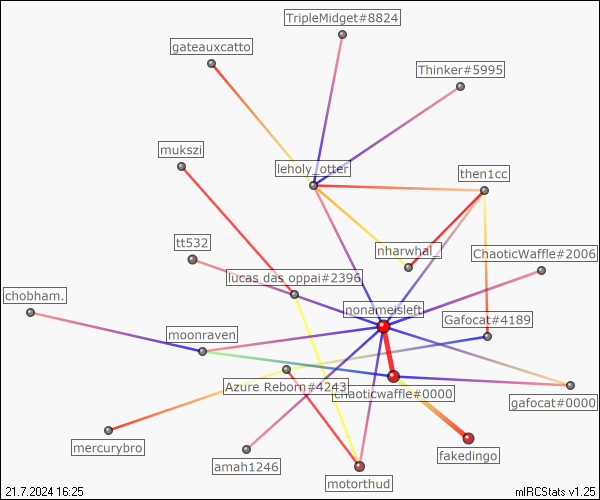 TripleMidget#8824
gateauxcatto
Thinker#5995
mukszi
leholy_otter
then1cc
tt532
nharwhal_
ChaoticWaffle#2006
lucas das oppai#2396
chobham.
nonameisleft
Gafocat#4189
moonraven
Azure Reborn#4243
chaoticwaffle#0000
gafocat#0000
mercurybro
amah1246
fakedingo
motorthud
21.7.2024 16:25
mIRCStats v1.25